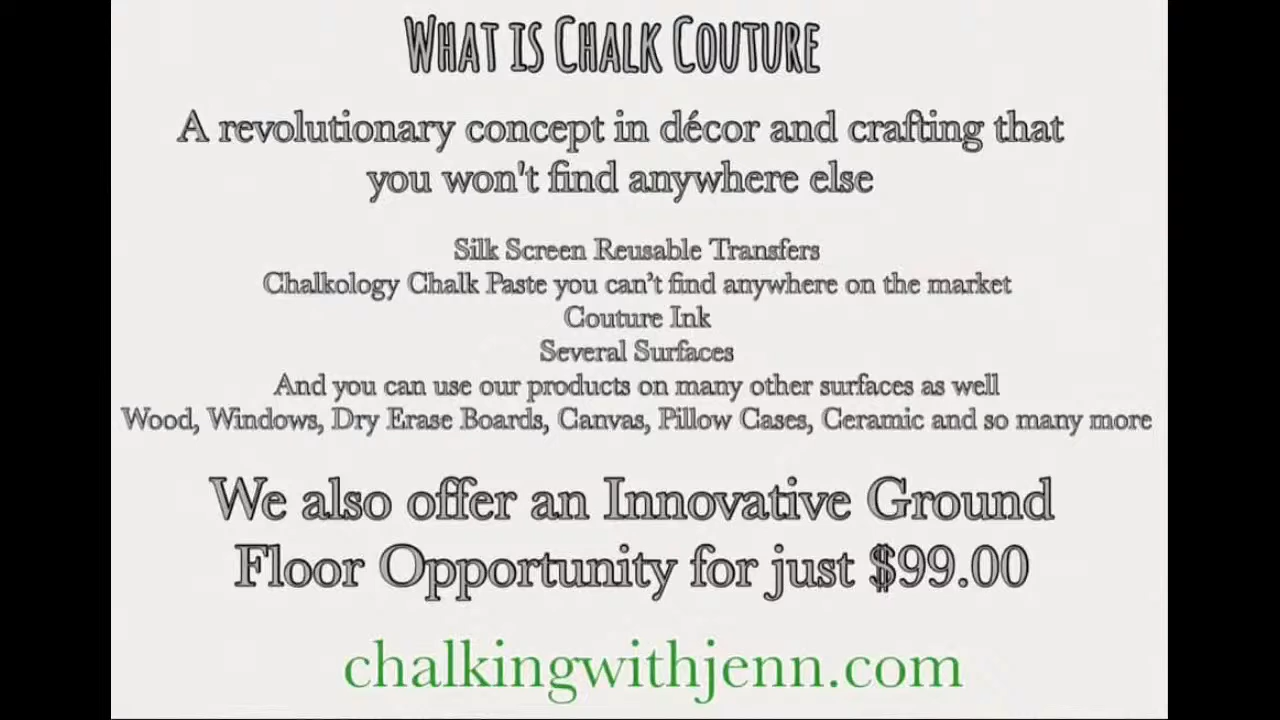 What is Chalk Couture
A revolutionary concept in décor and crafting that
you won't find anywhere else
Silk Screen Reusable Transfers
Chalkology Chalk Paste you can’t find anywhere on the market
Couture Ink
Several Surfaces
And you can use our products on many other surfaces as well
Wood, Windows, Dry Erase Boards, Canvas, Pillow Cases, Ceramic and so many more
We also offer an Innovative Ground
Floor Opportunity for just $99.00
chalkingwithjenn.com